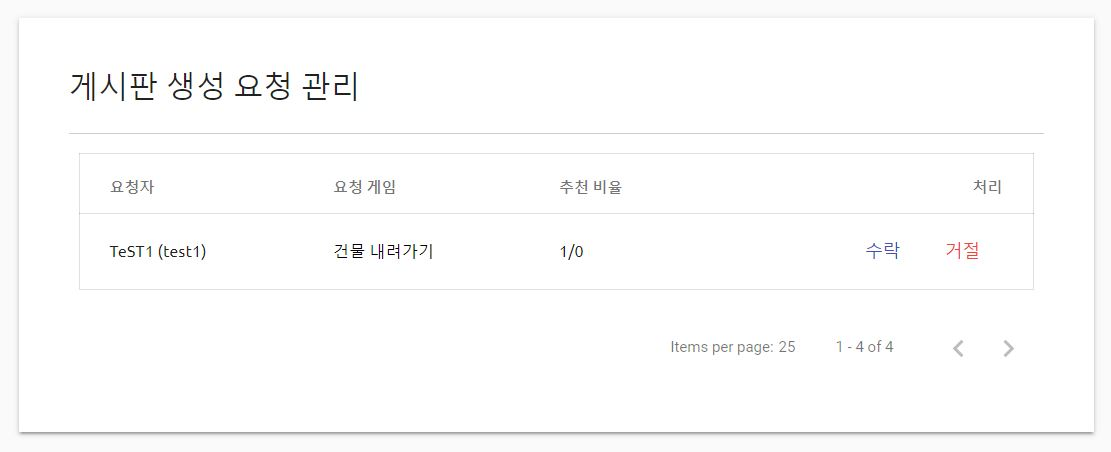 게시판 생성 요청 관리
요청자 요청 게임 추천 비율 처리
TeST1 (test1) 건물 내려가기 1/0 수락 거절
Items per page: 25 1 - 4 of 4